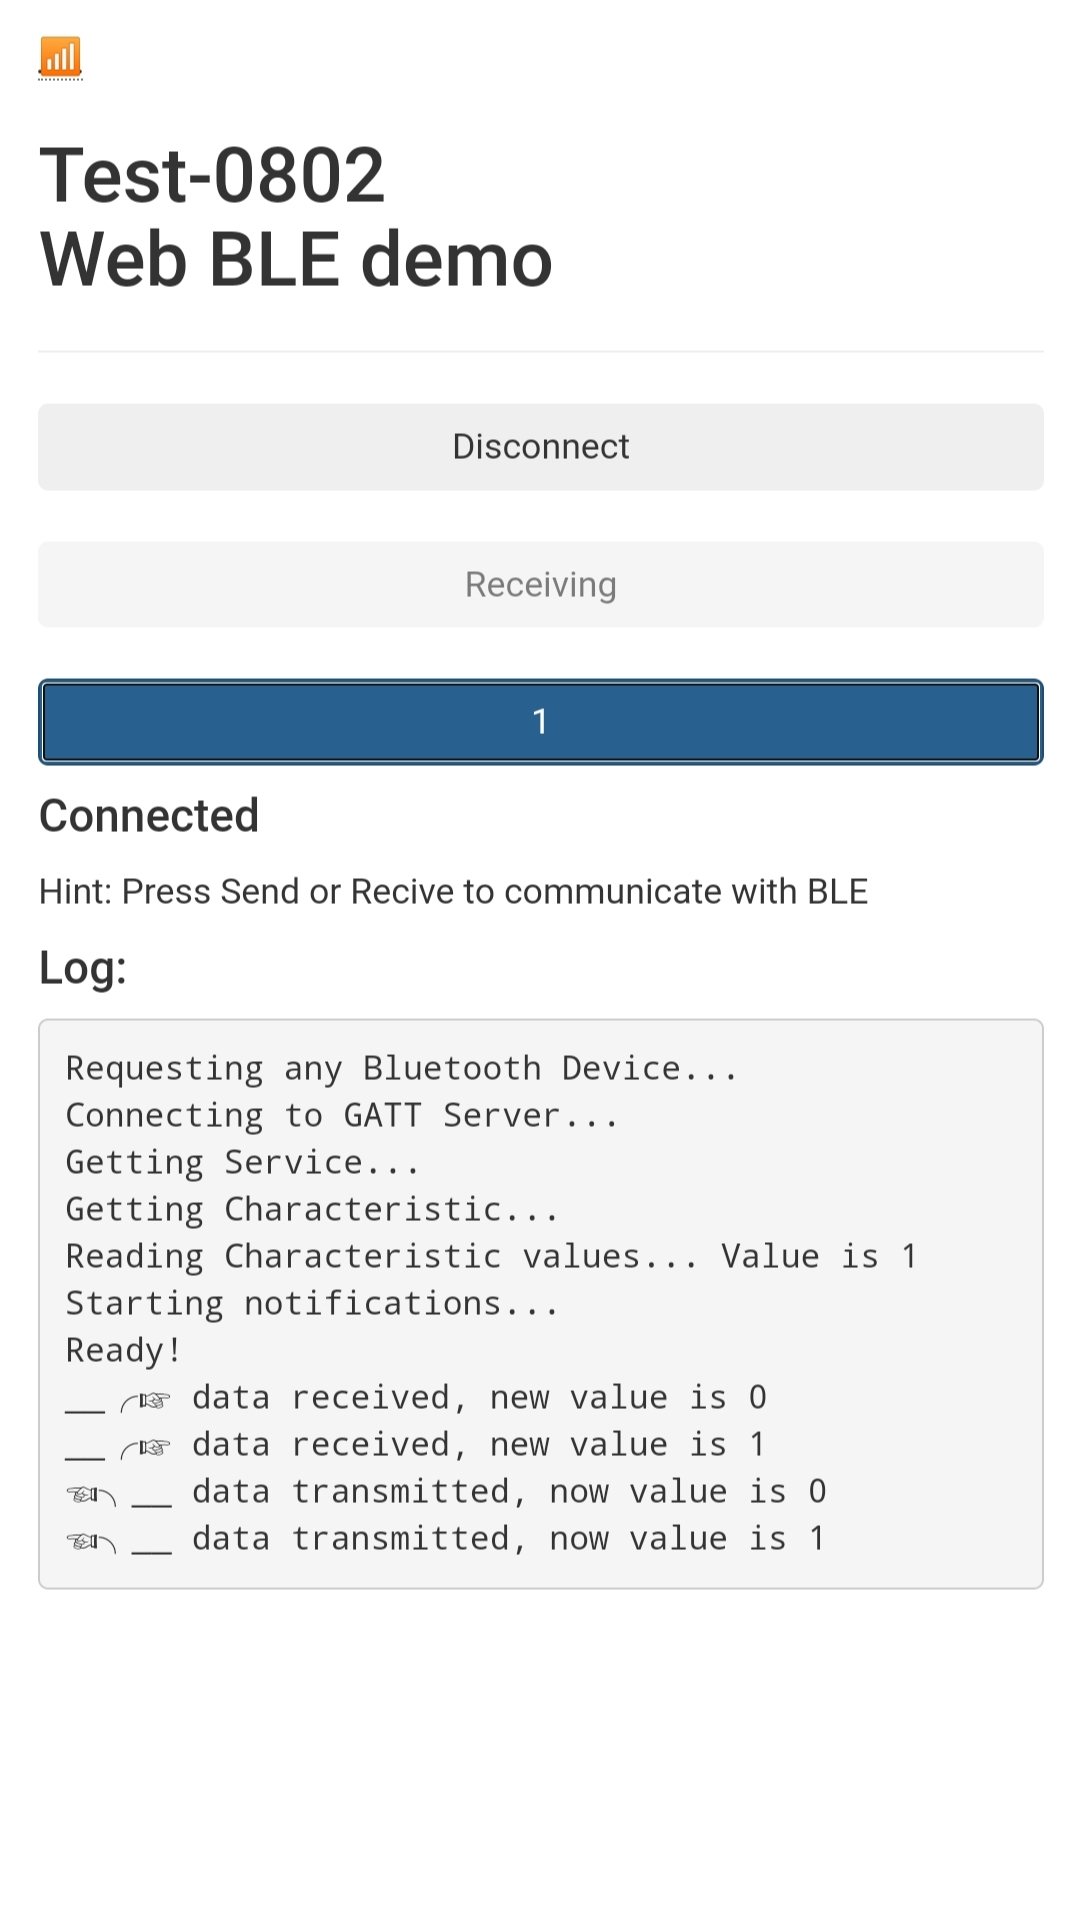 Test-0802
Web BLE demo
Disconnect
Receiving
1
Connected
Hint: Press Send or Recive to communicate with BLE
Log:
Requesting any Bluetooth Device...
Connecting to GATT Server...
Getting Service...
Getting Characteristic...
Reading Characteristic values... Value is 1
Starting notifications...
Ready!
__ ╭☞ data received, new value is 0
__ ╭☞ data received, new value is 1
☜╮ __ data transmitted, now value is 0
☜╮ __ data transmitted, now value is 1